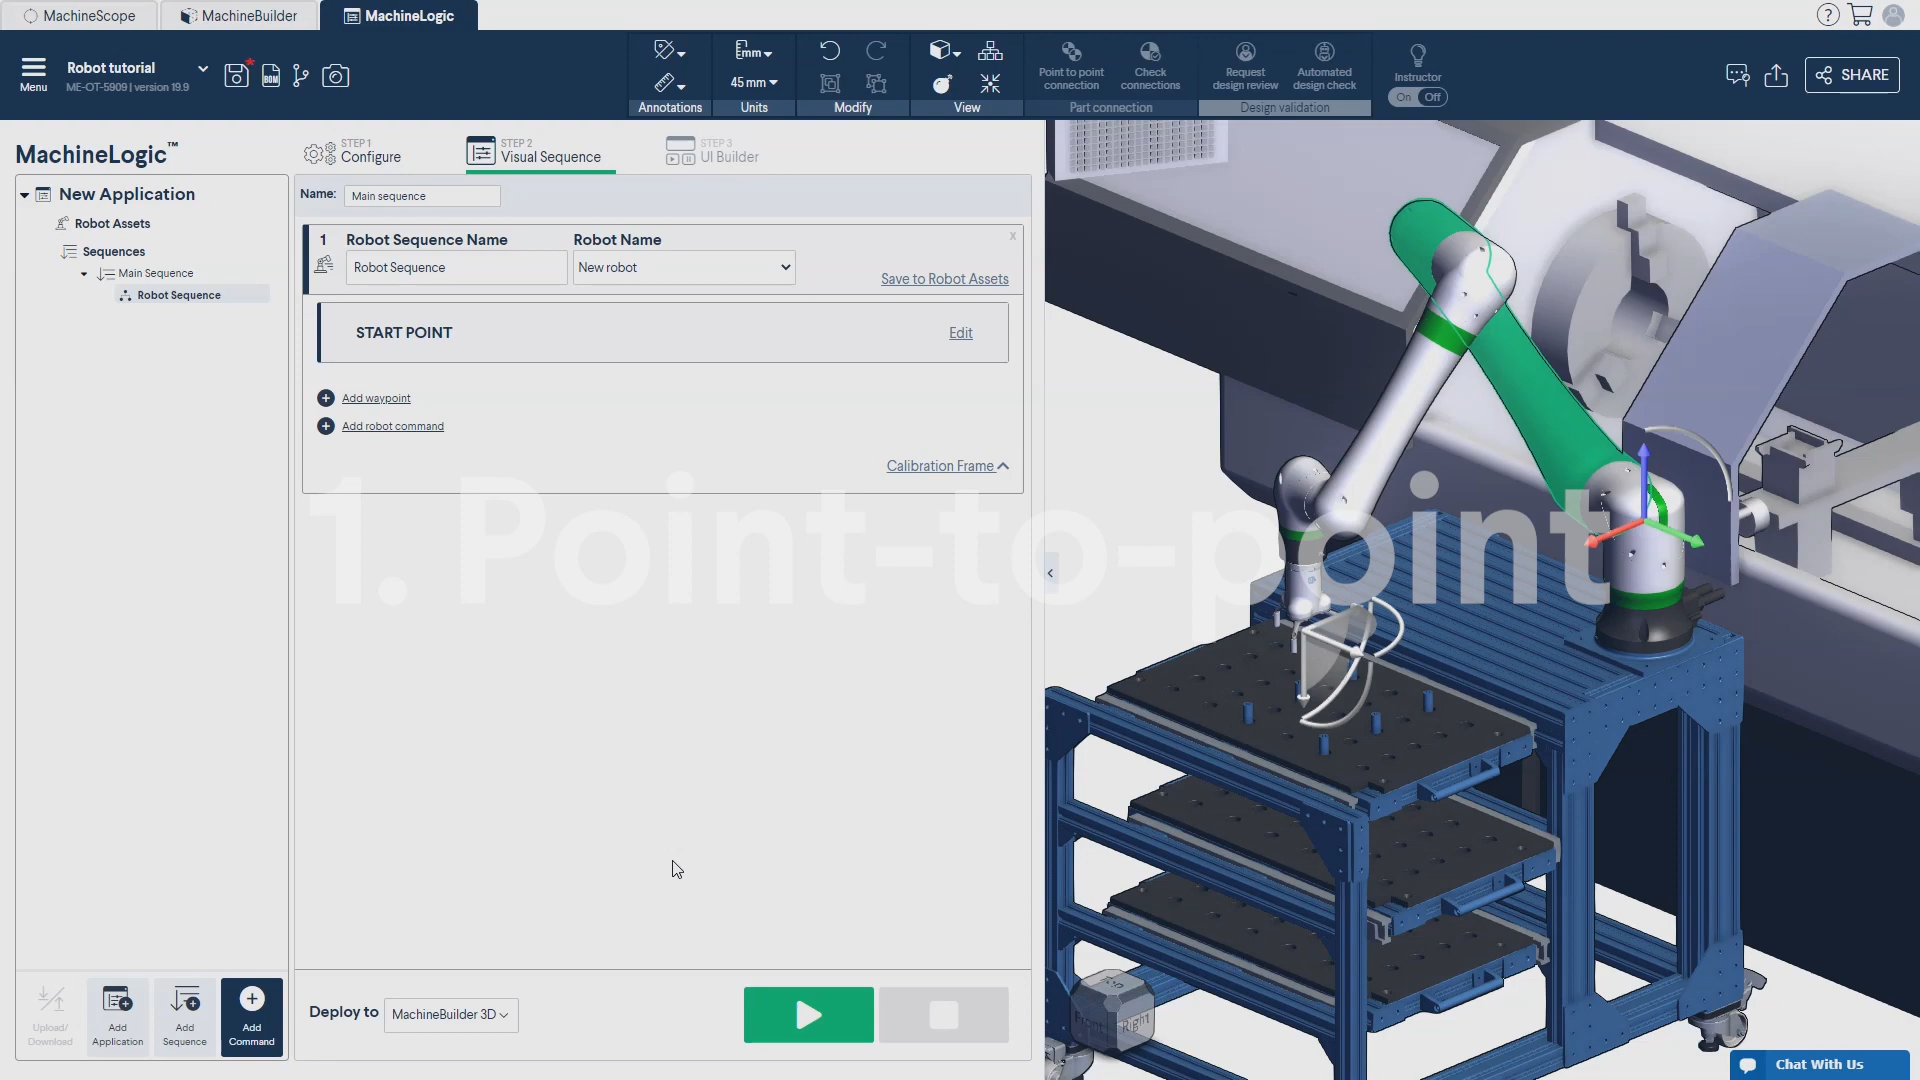 MachineScope
MachineBuilder
MachineLogic
?
Menu
Robot tutorial
ME-OT-5909 | version 19.9
BOM
Annotations
mm
45 mm
Units
Modify
View
Point to point
connection
Check
connections
Part connection
Request
design review
Automated
design check
Design validation
Instructor
On Off
SHARE
MachineLogic™
STEP 1
Configure
STEP 2
Visual Sequence
STEP 3
UI Builder
New Application
Robot Assets
Sequences
Main Sequence
Robot Sequence
Name: Main sequence
1 Robot Sequence Name
Robot Sequence
Robot Name
New robot
x
Save to Robot Assets
START POINT
Edit
Add waypoint
Add robot command
Calibration Frame
1. Point-to-point
Upload/
Download
Add
Application
Add
Sequence
Add
Command
Deploy to
MachineBuilder 3D
Top
Front
Right
Chat With Us